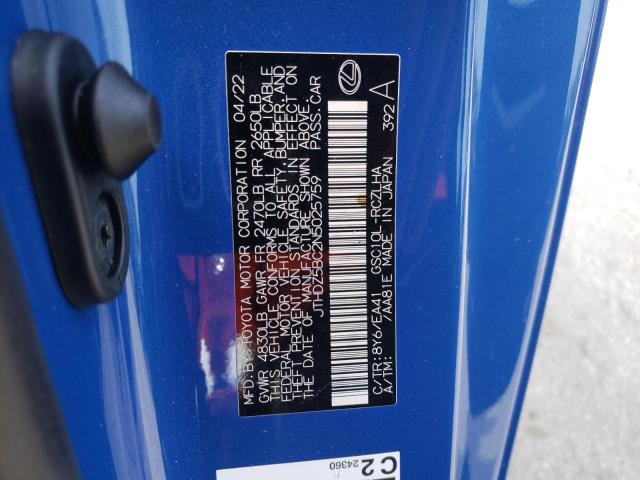 MFD.BY TOYOTA MOTOR CORPORATION 04/22
GVWR 4830LB GAWR FR 2470LB RR 2650LB
THIS VEHICLE CONFORMS TO ALL APPLICABLE
FEDERAL MOTOR VEHICLE SAFETY, BUMPER, AND
THEFT PREVENTION STANDARDS IN EFFECT ON
THE DATE OF MANUFACTURE SHOWN ABOVE.
JTHDZ5BC2N5025759 PASS.CAR
C/TR:8Y6/EA41 GSC10L-RCZLHA 392 A
A/TM: /AA81E MADE IN JAPAN
C2
24360